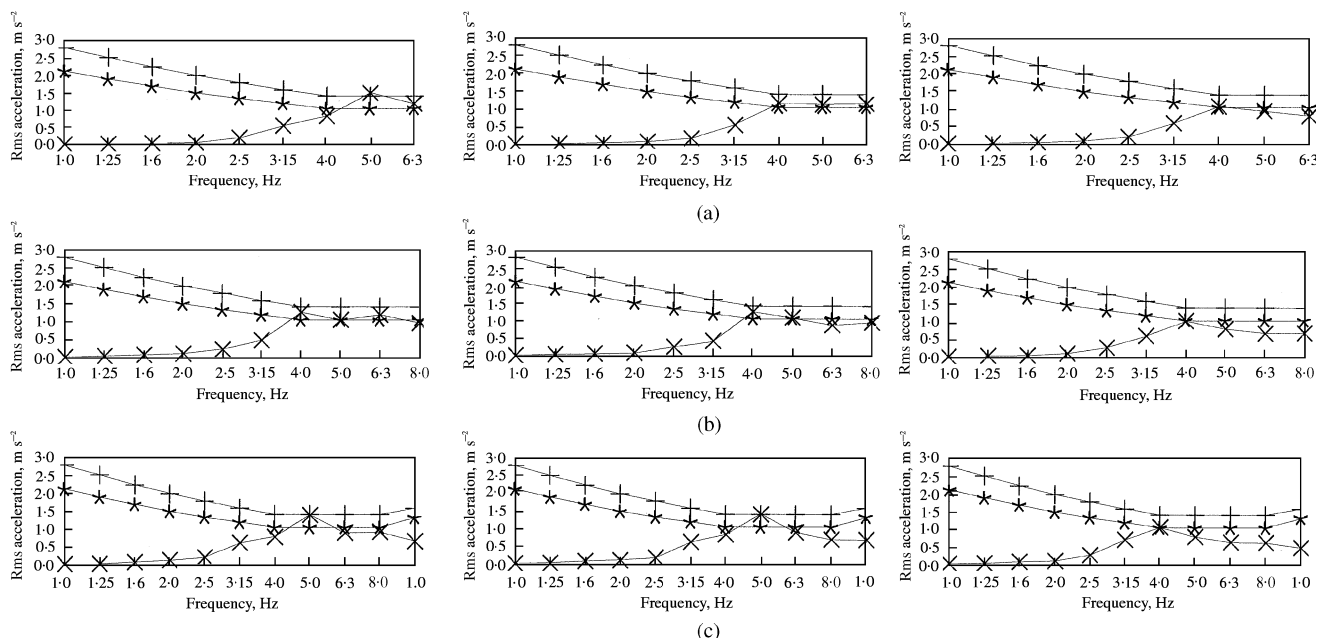 Rms acceleration, m s⁻²
3·0
2·5
2·0
1·5
1·0
0·5
0·0
1·0 1·25 1·6 2·0 2·5 3·15 4·0 5·0 6·3
Frequency, Hz
Rms acceleration, m s⁻²
3·0
2·5
2·0
1·5
1·0
0·5
0·0
1·0 1·25 1·6 2·0 2·5 3·15 4·0 5·0 6·3
Frequency, Hz
Rms acceleration, m s⁻²
3·0
2·5
2·0
1·5
1·0
0·5
0·0
1·0 1·25 1·6 2·0 2·5 3·15 4·0 5·0 6·3
Frequency, Hz
(a)
Rms acceleration, m s⁻²
3·0
2·5
2·0
1·5
1·0
0·5
0·0
1·0 1·25 1·6 2·0 2·5 3·15 4·0 5·0 6·3 8·0
Frequency, Hz
Rms acceleration, m s⁻²
3·0
2·5
2·0
1·5
1·0
0·5
0·0
1·0 1·25 1·6 2·0 2·5 3·15 4·0 5·0 6·3 8·0
Frequency, Hz
Rms acceleration, m s⁻²
3·0
2·5
2·0
1·5
1·0
0·5
0·0
1·0 1·25 1·6 2·0 2·5 3·15 4·0 5·0 6·3 8·0
Frequency, Hz
(b)
Rms acceleration, m s⁻²
3·0
2·5
2·0
1·5
1·0
0·5
0·0
1·0 1·25 1·6 2·0 2·5 3·15 4·0 5·0 6·3 8·0 1.0
Frequency, Hz
Rms acceleration, m s⁻²
3·0
2·5
2·0
1·5
1·0
0·5
0·0
1·0 1·25 1·6 2·0 2·5 3·15 4·0 5·0 6·3 8·0 1·0
Frequency, Hz
Rms acceleration, m s⁻²
3·0
2·5
2·0
1·5
1·0
0·5
0·0
1·0 1·25 1·6 2·0 2·5 3·15 4·0 5·0 6·3 8·0 1·0
Frequency, Hz
(c)